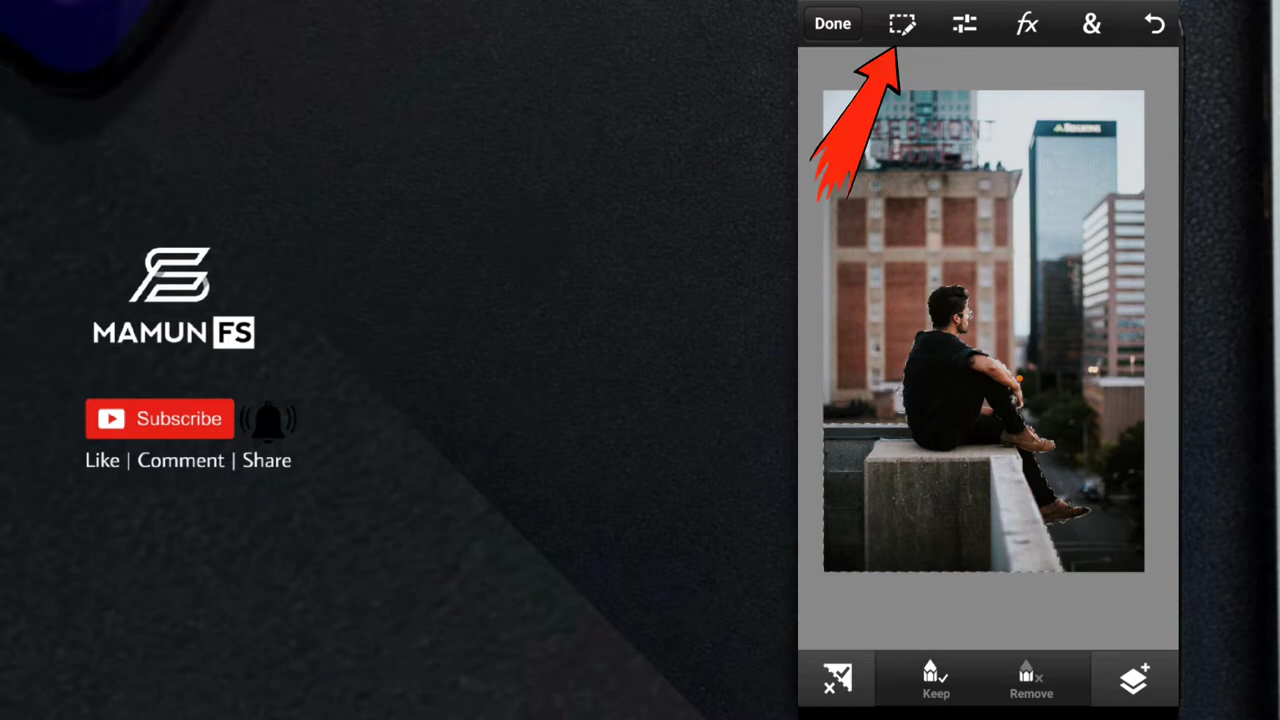 Done
fx
&
MAMUN FS
Subscribe
Like | Comment | Share
Keep
Remove